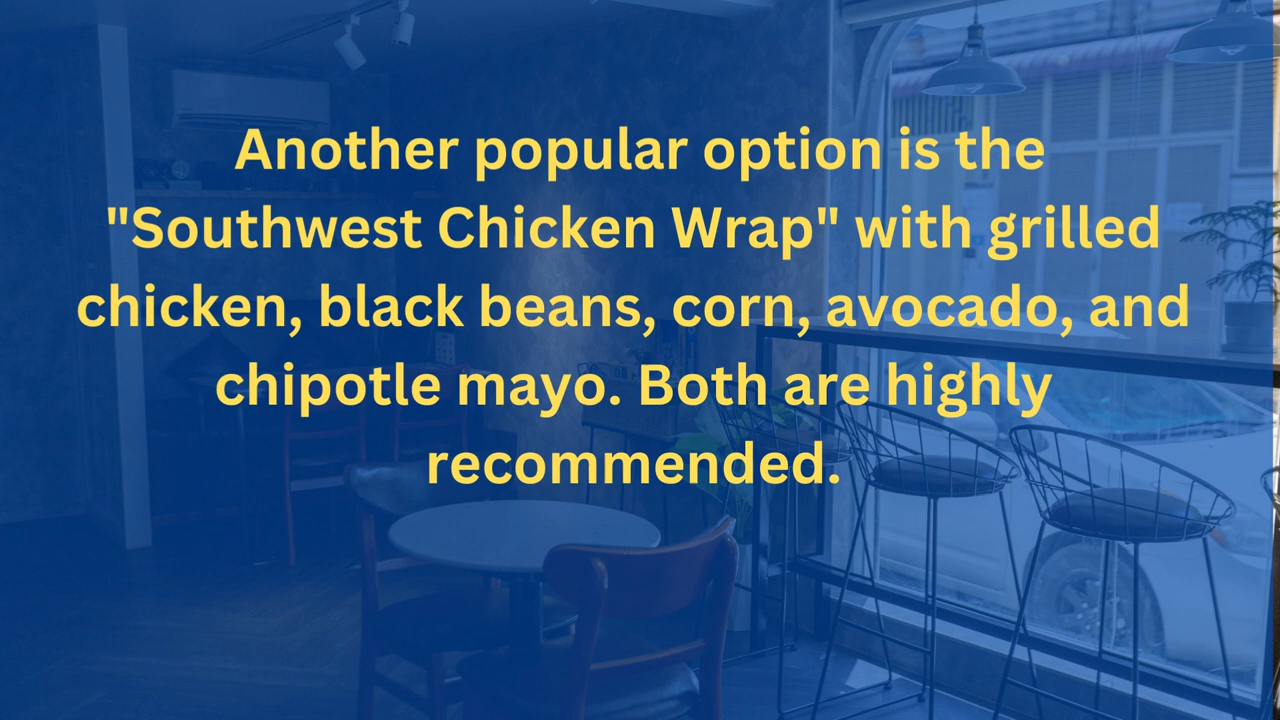 Another popular option is the
"Southwest Chicken Wrap" with grilled
chicken, black beans, corn, avocado, and
chipotle mayo. Both are highly
recommended.